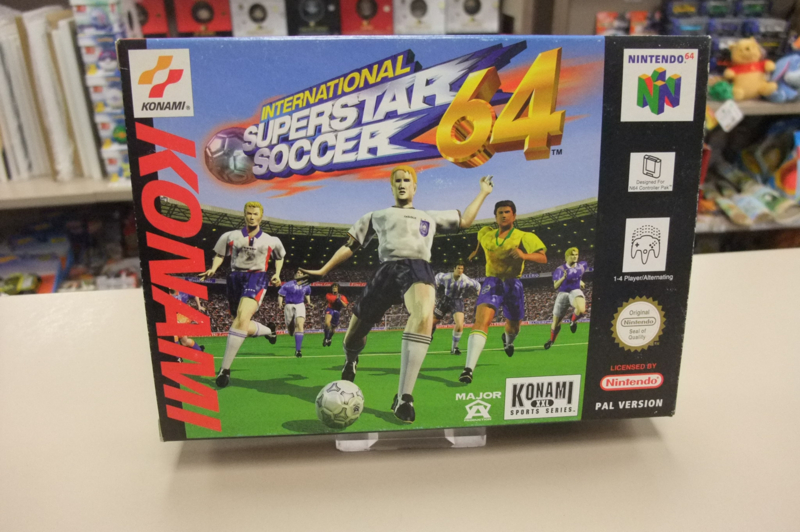 KONAMI
KONAMI
INTERNATIONAL
SUPERSTAR
SOCCER
64
TM
NINTENDO 64
N
Designed For
N64 Controller Pak™
1-4 Player/Alternating
Original
Nintendo
Seal of
Quality
LICENSED BY
Nintendo
PAL VERSION
MAJOR
A
KONAMI
XXL
SPORTS SERIES